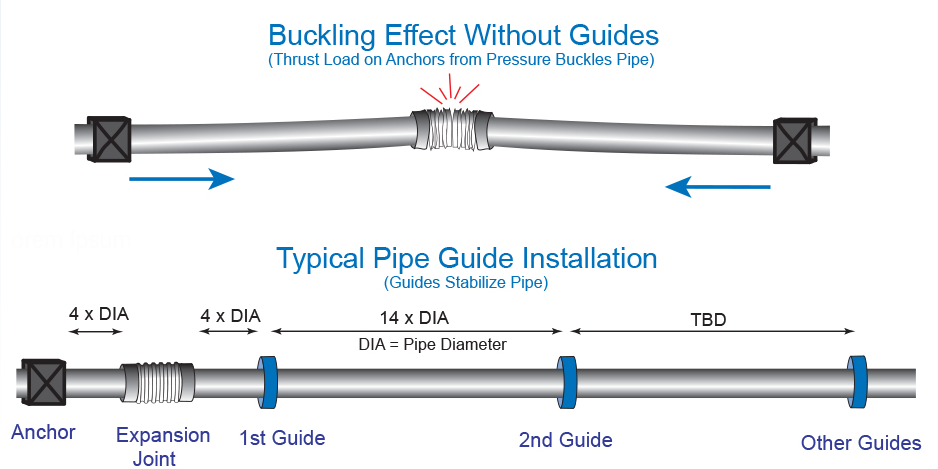 Buckling Effect Without Guides
(Thrust Load on Anchors from Pressure Buckles Pipe)
Typical Pipe Guide Installation
(Guides Stabilize Pipe)
4 x DIA
4 x DIA
14 x DIA
TBD
DIA = Pipe Diameter
Anchor
Expansion
Joint
1st Guide
2nd Guide
Other Guides